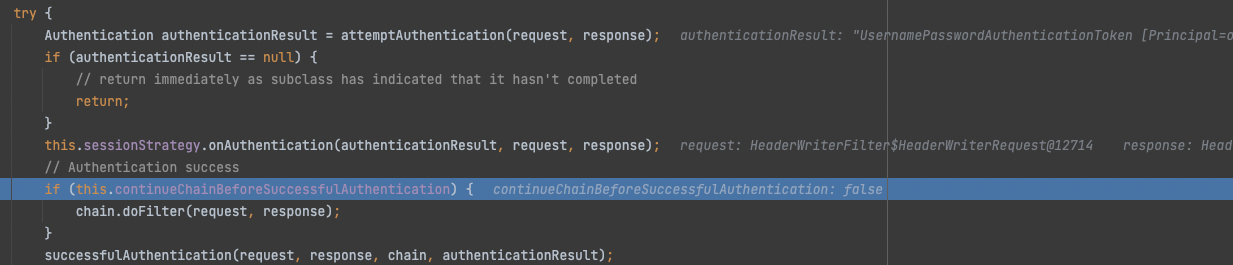 try {
Authentication authenticationResult = attemptAuthentication(request, response); authenticationResult: "UsernamePasswordAuthenticationToken [Principal=o
if (authenticationResult == null) {
// return immediately as subclass has indicated that it hasn't completed
return;
}
this.sessionStrategy.onAuthentication(authenticationResult, request, response); request: HeaderWriterFilter$HeaderWriterRequest@12714 response: Head
// Authentication success
if (this.continueChainBeforeSuccessfulAuthentication) { continueChainBeforeSuccessfulAuthentication: false
chain.doFilter(request, response);
}
successfulAuthentication(request, response, chain, authenticationResult);